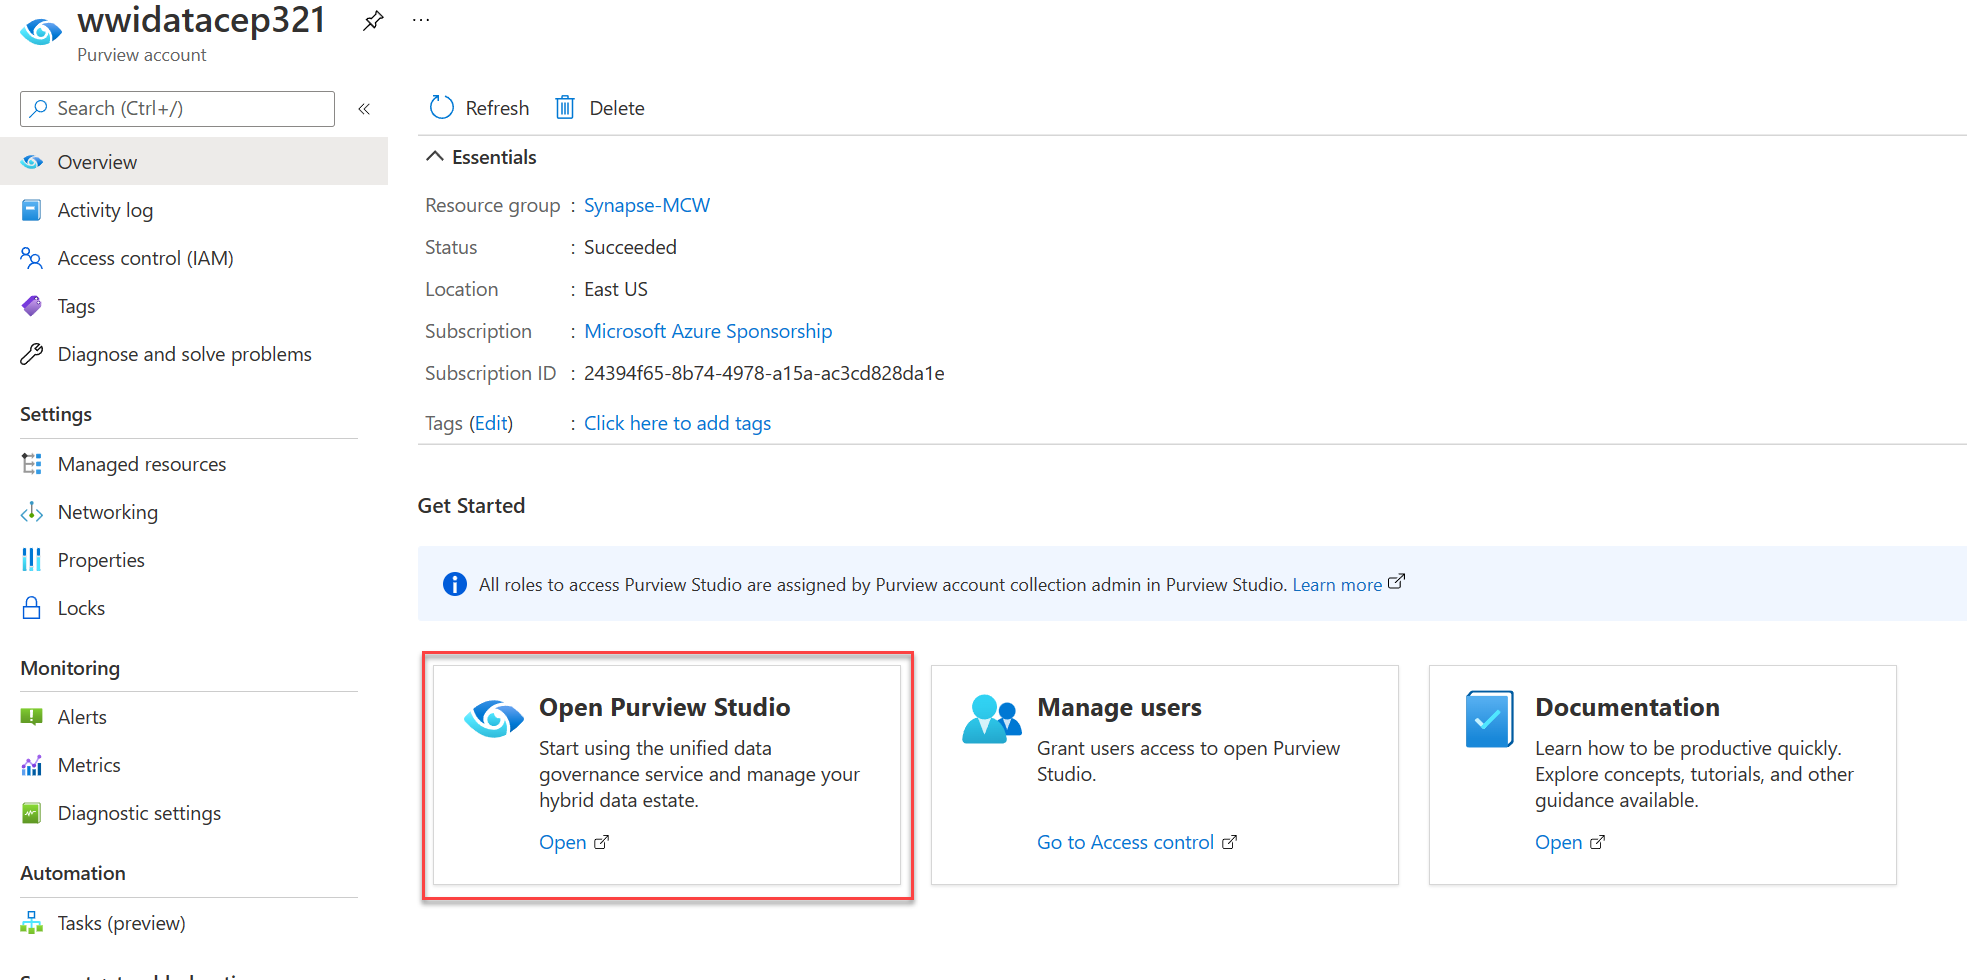 wwidatacep321
Purview account
Search (Ctrl+/)
«
Overview
Activity log
Access control (IAM)
Tags
Diagnose and solve problems
Settings
Managed resources
Networking
Properties
Locks
Monitoring
Alerts
Metrics
Diagnostic settings
Automation
Tasks (preview)
Refresh
Delete
Essentials
Resource group : Synapse-MCW
Status : Succeeded
Location : East US
Subscription : Microsoft Azure Sponsorship
Subscription ID : 24394f65-8b74-4978-a15a-ac3cd828da1e
Tags (Edit) : Click here to add tags
Get Started
All roles to access Purview Studio are assigned by Purview account collection admin in Purview Studio. Learn more
Open Purview Studio
Start using the unified data
governance service and manage your
hybrid data estate.
Open
Manage users
Grant users access to open Purview
Studio.
Go to Access control
Documentation
Learn how to be productive quickly.
Explore concepts, tutorials, and other
guidance available.
Open